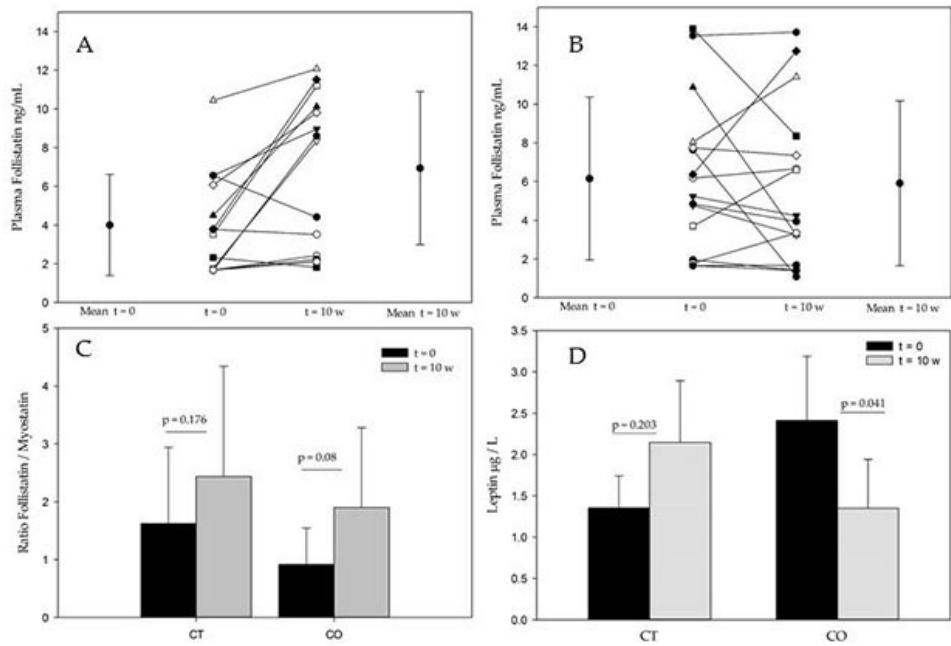 A
Plasma Follistatin ng/mL
14
12
10
8
6
4
2
0
Mean t = 0
t = 0
t = 10 w
Mean t = 10 w
B
Plasma Follistatin ng/mL
14
12
10
8
6
4
2
0
Mean t = 0
t = 0
t = 10 w
Mean t = 10 w
C
t = 0
t = 10 w
Ratio Follistatin / Myostatin
5
4
3
2
1
0
p = 0.176
p = 0.08
CT
CO
D
t = 0
t = 10 w
Leptin µg / L
3.5
3.0
2.5
2.0
1.5
1.0
0.5
0.0
p = 0.203
p = 0.041
CT
CO